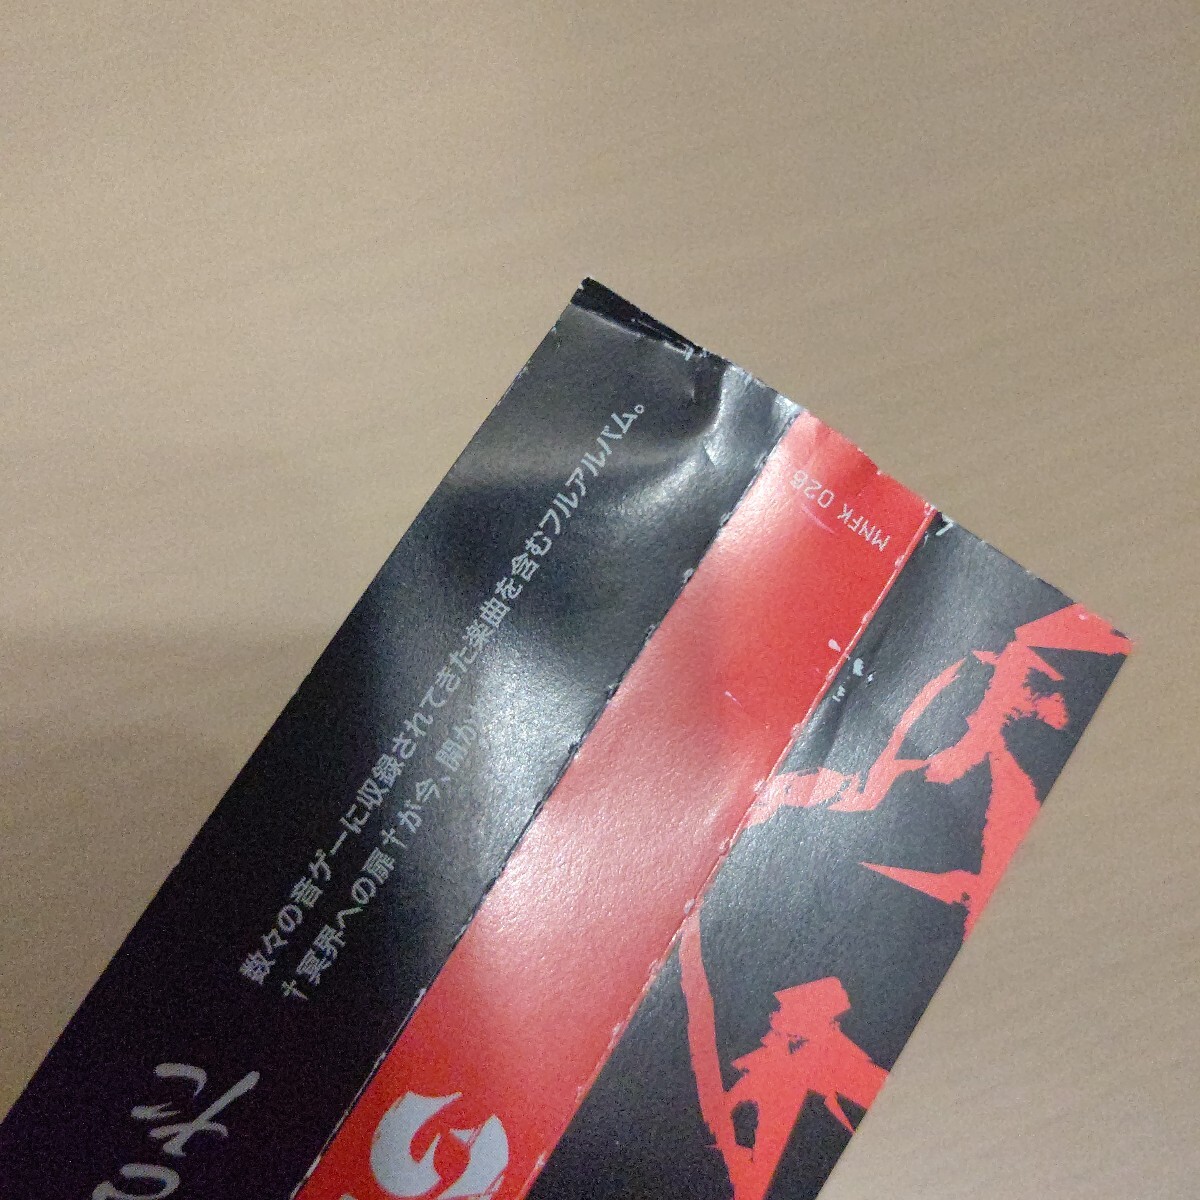 数々の音ゲーに収録されてきた楽曲を含むフルアルバム。
†冥界への扉†が今、開か
MNFK 026